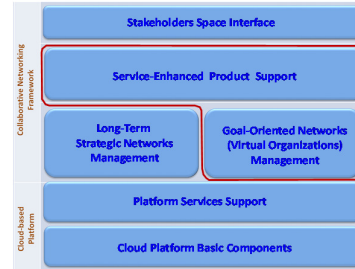 Stakeholders Space Interface
Collaborative Networking
Framework
Service-Enhanced Product Support
Long-Term
Strategic Networks
Management
Goal-Oriented Networks
(Virtual Organizations)
Management
Cloud-based
Platform
Platform Services Support
Cloud Platform Basic Components